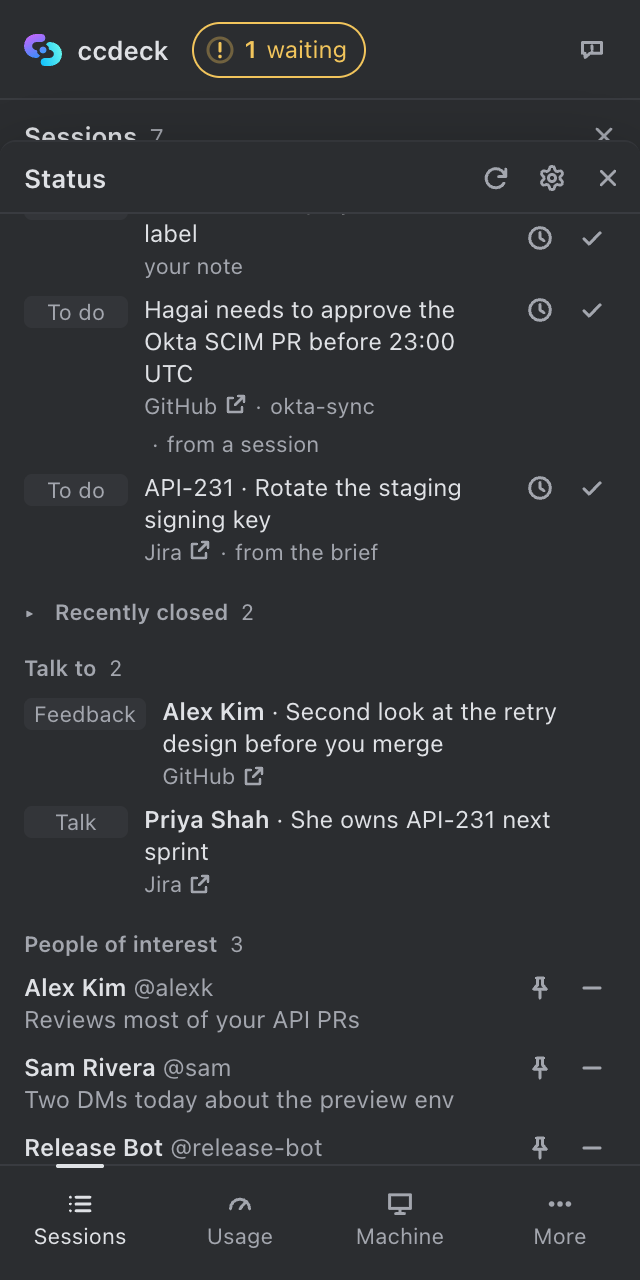 ccdeck
1 waiting
Sessions 7
Status
label
your note
To do
Hagai needs to approve the
Okta SCIM PR before 23:00
UTC
GitHub · okta-sync
· from a session
To do
API-231 · Rotate the staging
signing key
Jira · from the brief
Recently closed 2
Talk to 2
Feedback
Alex Kim · Second look at the retry
design before you merge
GitHub
Talk
Priya Shah · She owns API-231 next
sprint
Jira
People of interest 3
Alex Kim @alexk
Reviews most of your API PRs
Sam Rivera @sam
Two DMs today about the preview env
Release Bot @release-bot
Sessions
Usage
Machine
More